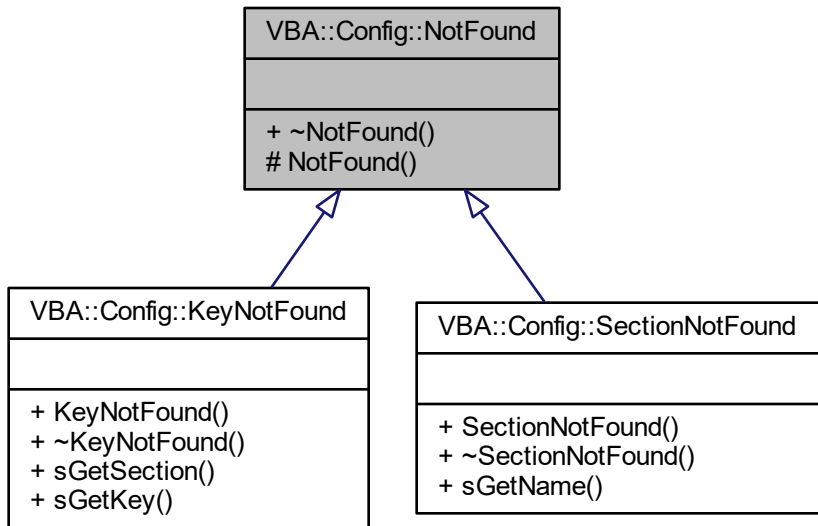 VBA::Config::NotFound
+ ~NotFound()
# NotFound()
VBA::Config::KeyNotFound
+ KeyNotFound()
+ ~KeyNotFound()
+ sGetSection()
+ sGetKey()
VBA::Config::SectionNotFound
+ SectionNotFound()
+ ~SectionNotFound()
+ sGetName()